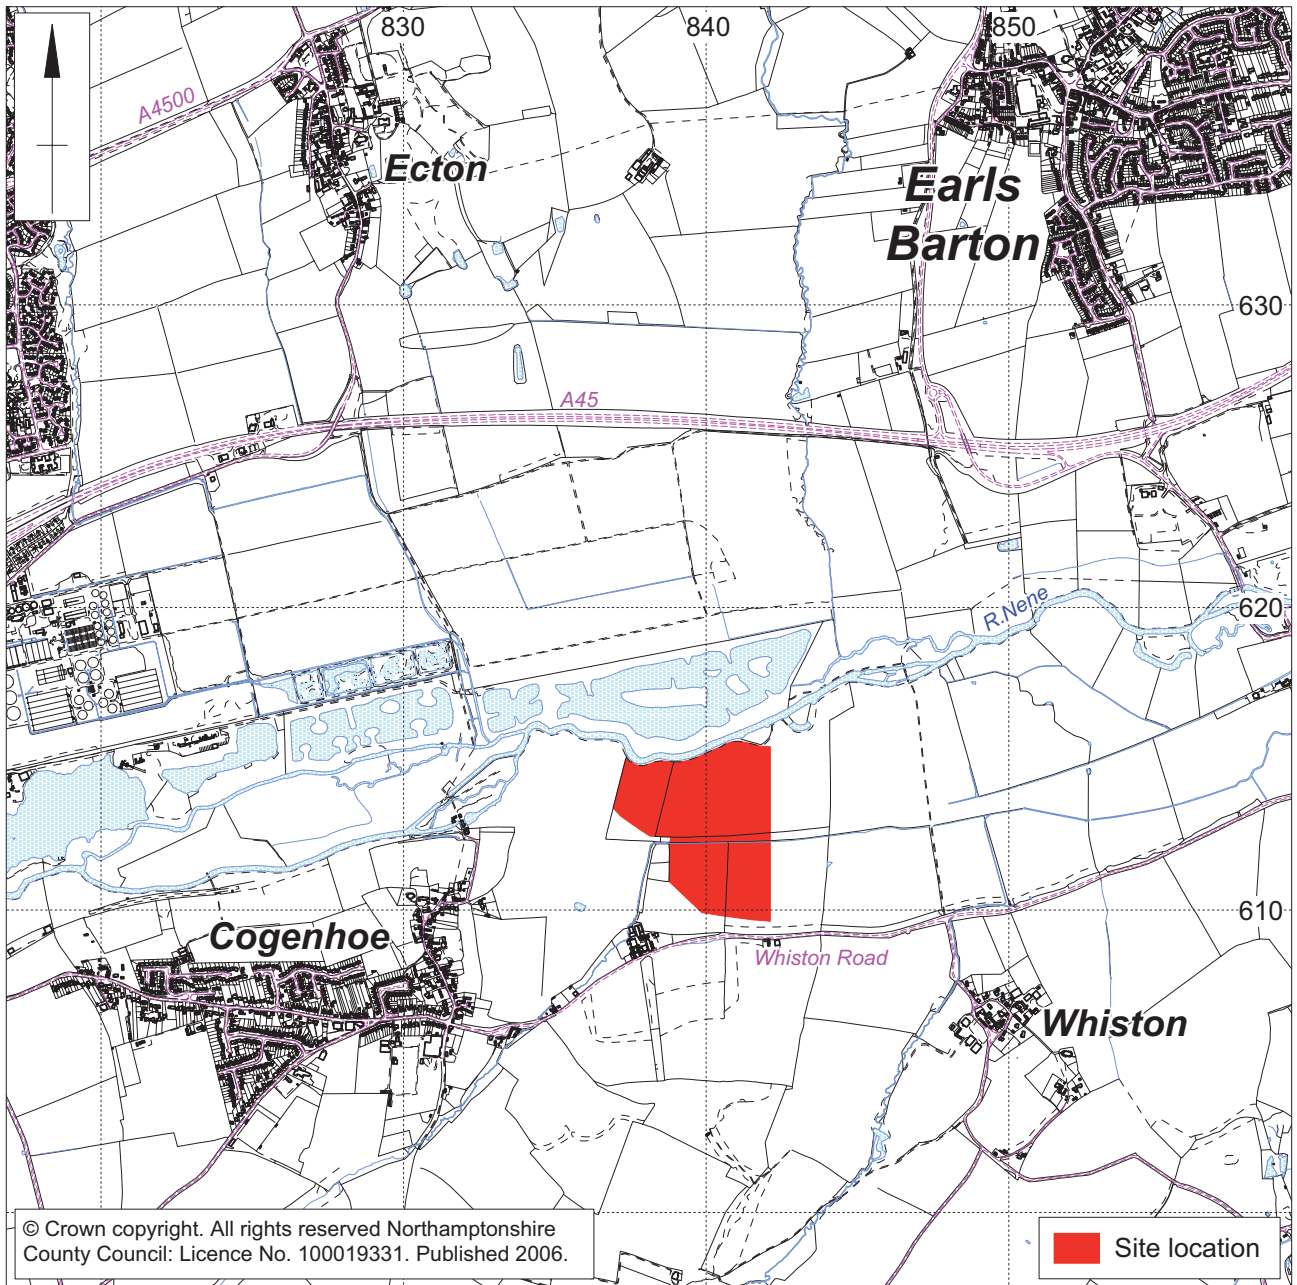 830
840
850
A4500
Ecton
Earls
Barton
630
A45
R.Nene
620
610
Cogenhoe
Whiston Road
Whiston
© Crown copyright. All rights reserved Northamptonshire
County Council: Licence No. 100019331. Published 2006.
Site location